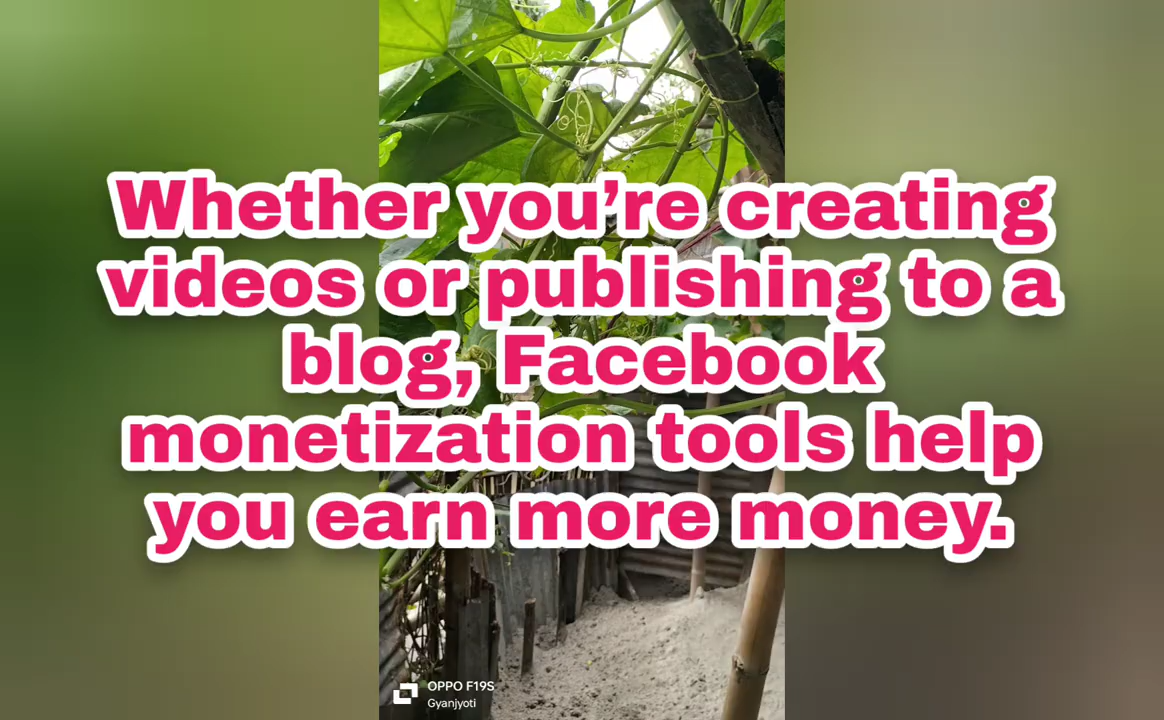 Whether you’re creating
videos or publishing to a
blog, Facebook
monetization tools help
you earn more money.
OPPO F19S
Gyanjyoti